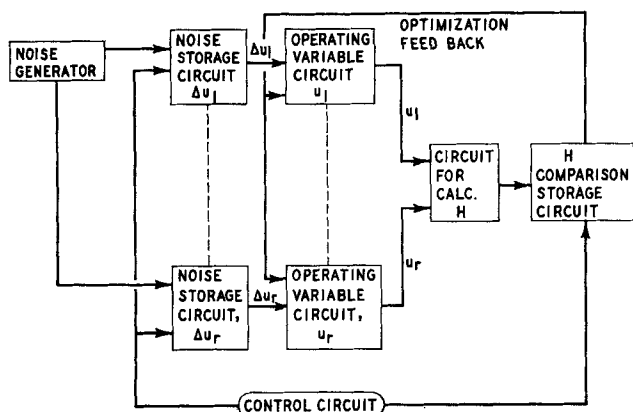 OPTIMIZATION
FEED BACK
NOISE
GENERATOR
NOISE
STORAGE
CIRCUIT
Δu1
Δu1
OPERATING
VARIABLE
CIRCUIT
u1
u1
CIRCUIT
FOR
CALC.
H
H
COMPARISON
STORAGE
CIRCUIT
NOISE
STORAGE
CIRCUIT,
Δur
Δur
OPERATING
VARIABLE
CIRCUIT,
ur
ur
CONTROL CIRCUIT